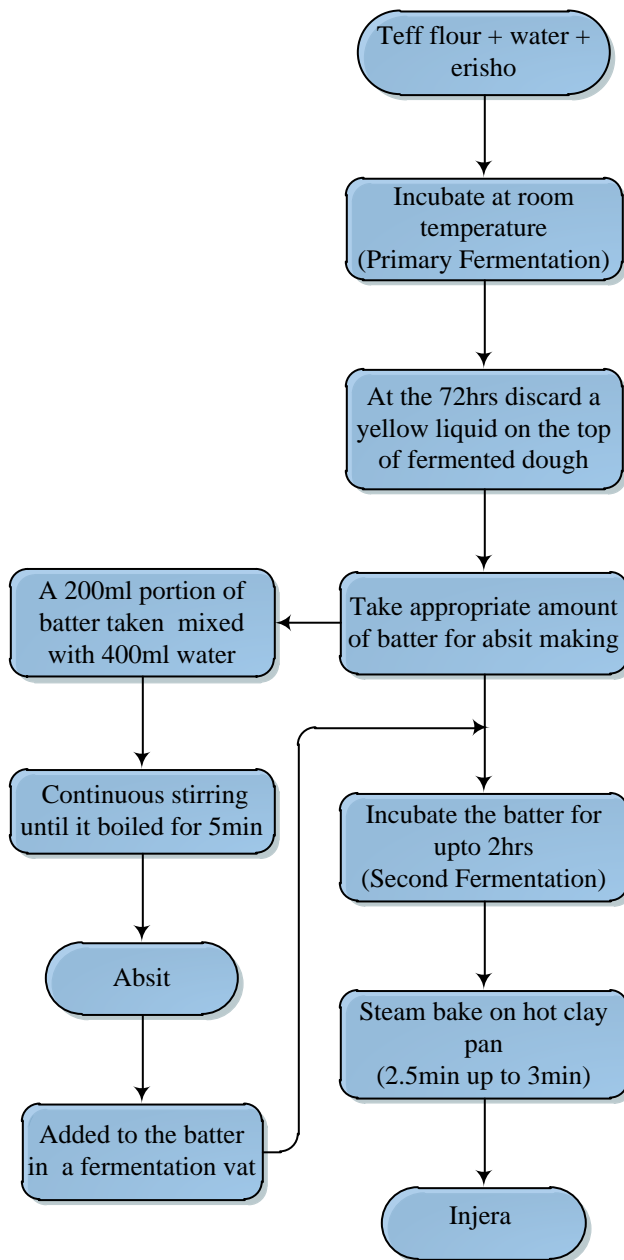 Teff flour + water +
erisho
Incubate at room
temperature
(Primary Fermentation)
At the 72hrs discard a
yellow liquid on the top
of fermented dough
Take appropriate amount
of batter for absit making
A 200ml portion of
batter taken mixed
with 400ml water
Continuous stirring
until it boiled for 5min
Absit
Added to the batter
in a fermentation vat
Incubate the batter for
upto 2hrs
(Second Fermentation)
Steam bake on hot clay
pan
(2.5min up to 3min)
Injera